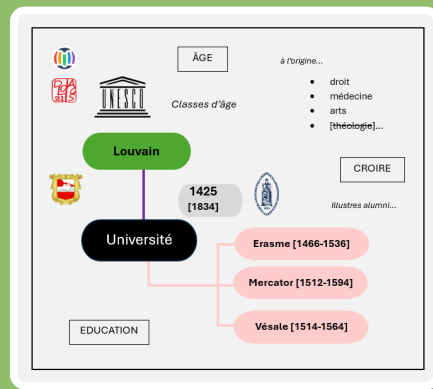 ÂGE
à l'origine...
droit
médecine
arts
[théologie]...
UNESCO
Classes d'âge
Louvain
CROIRE
1425
[1834]
Illustres alumni...
Université
Erasme [1466-1536]
Mercator [1512-1594]
Vésale [1514-1564]
EDUCATION